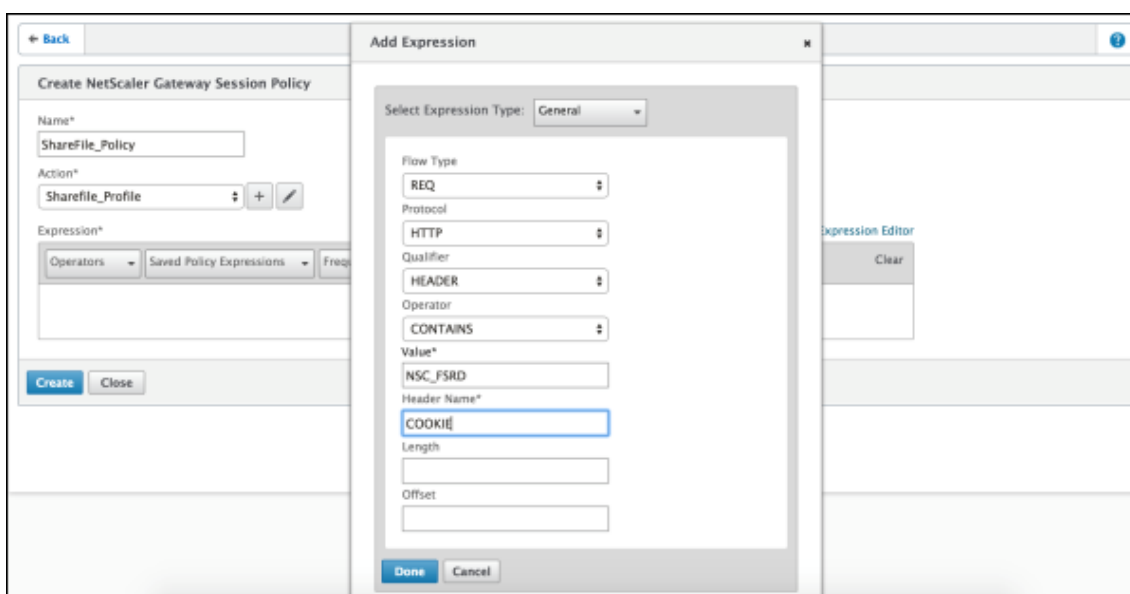 ← Back
Create NetScaler Gateway Session Policy
Name*
ShareFile_Policy
Action*
Sharefile_Profile
+
Expression*
Operators
Saved Policy Expressions
Frequ
Create
Close
Add Expression
Select Expression Type: General
Flow Type
REQ
Protocol
HTTP
Qualifier
HEADER
Operator
CONTAINS
Value*
NSC_FSRD
Header Name*
COOKIE
Length
Offset
Done
Cancel
?
Expression Editor
Clear